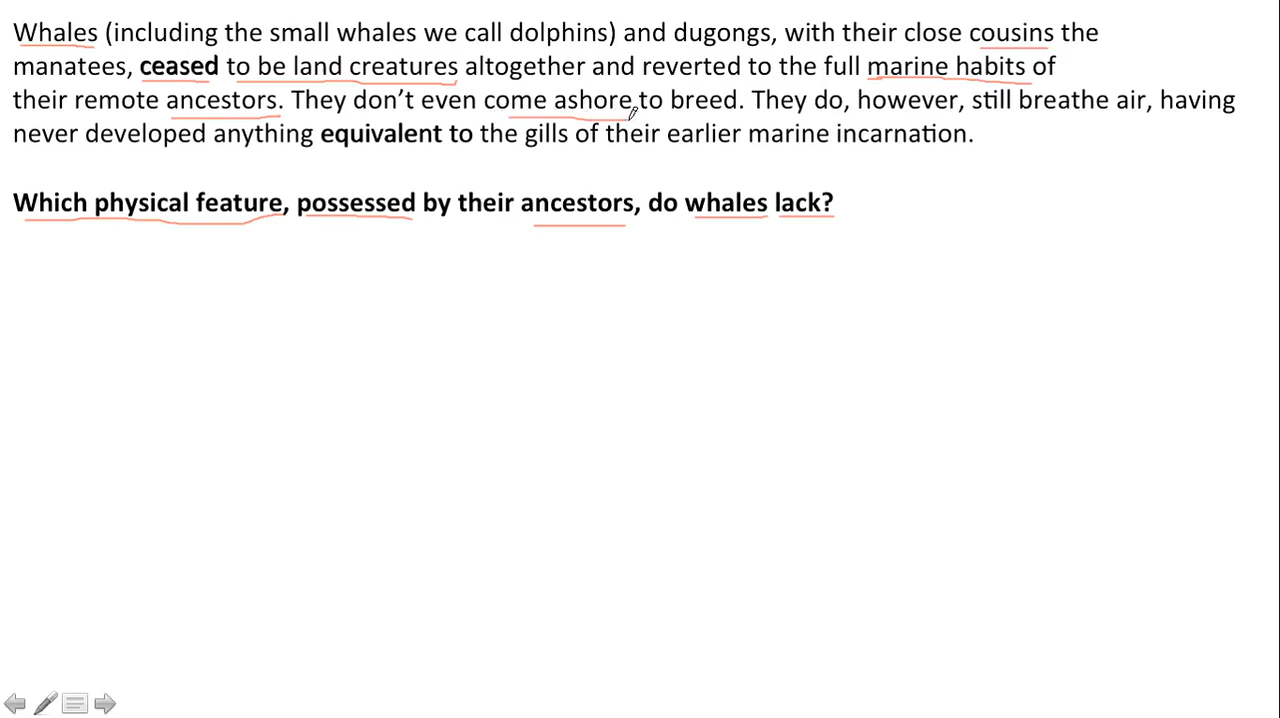 Whales (including the small whales we call dolphins) and dugongs, with their close cousins the
manatees, ceased to be land creatures altogether and reverted to the full marine habits of
their remote ancestors. They don’t even come ashore to breed. They do, however, still breathe air, having
never developed anything equivalent to the gills of their earlier marine incarnation.
Which physical feature, possessed by their ancestors, do whales lack?